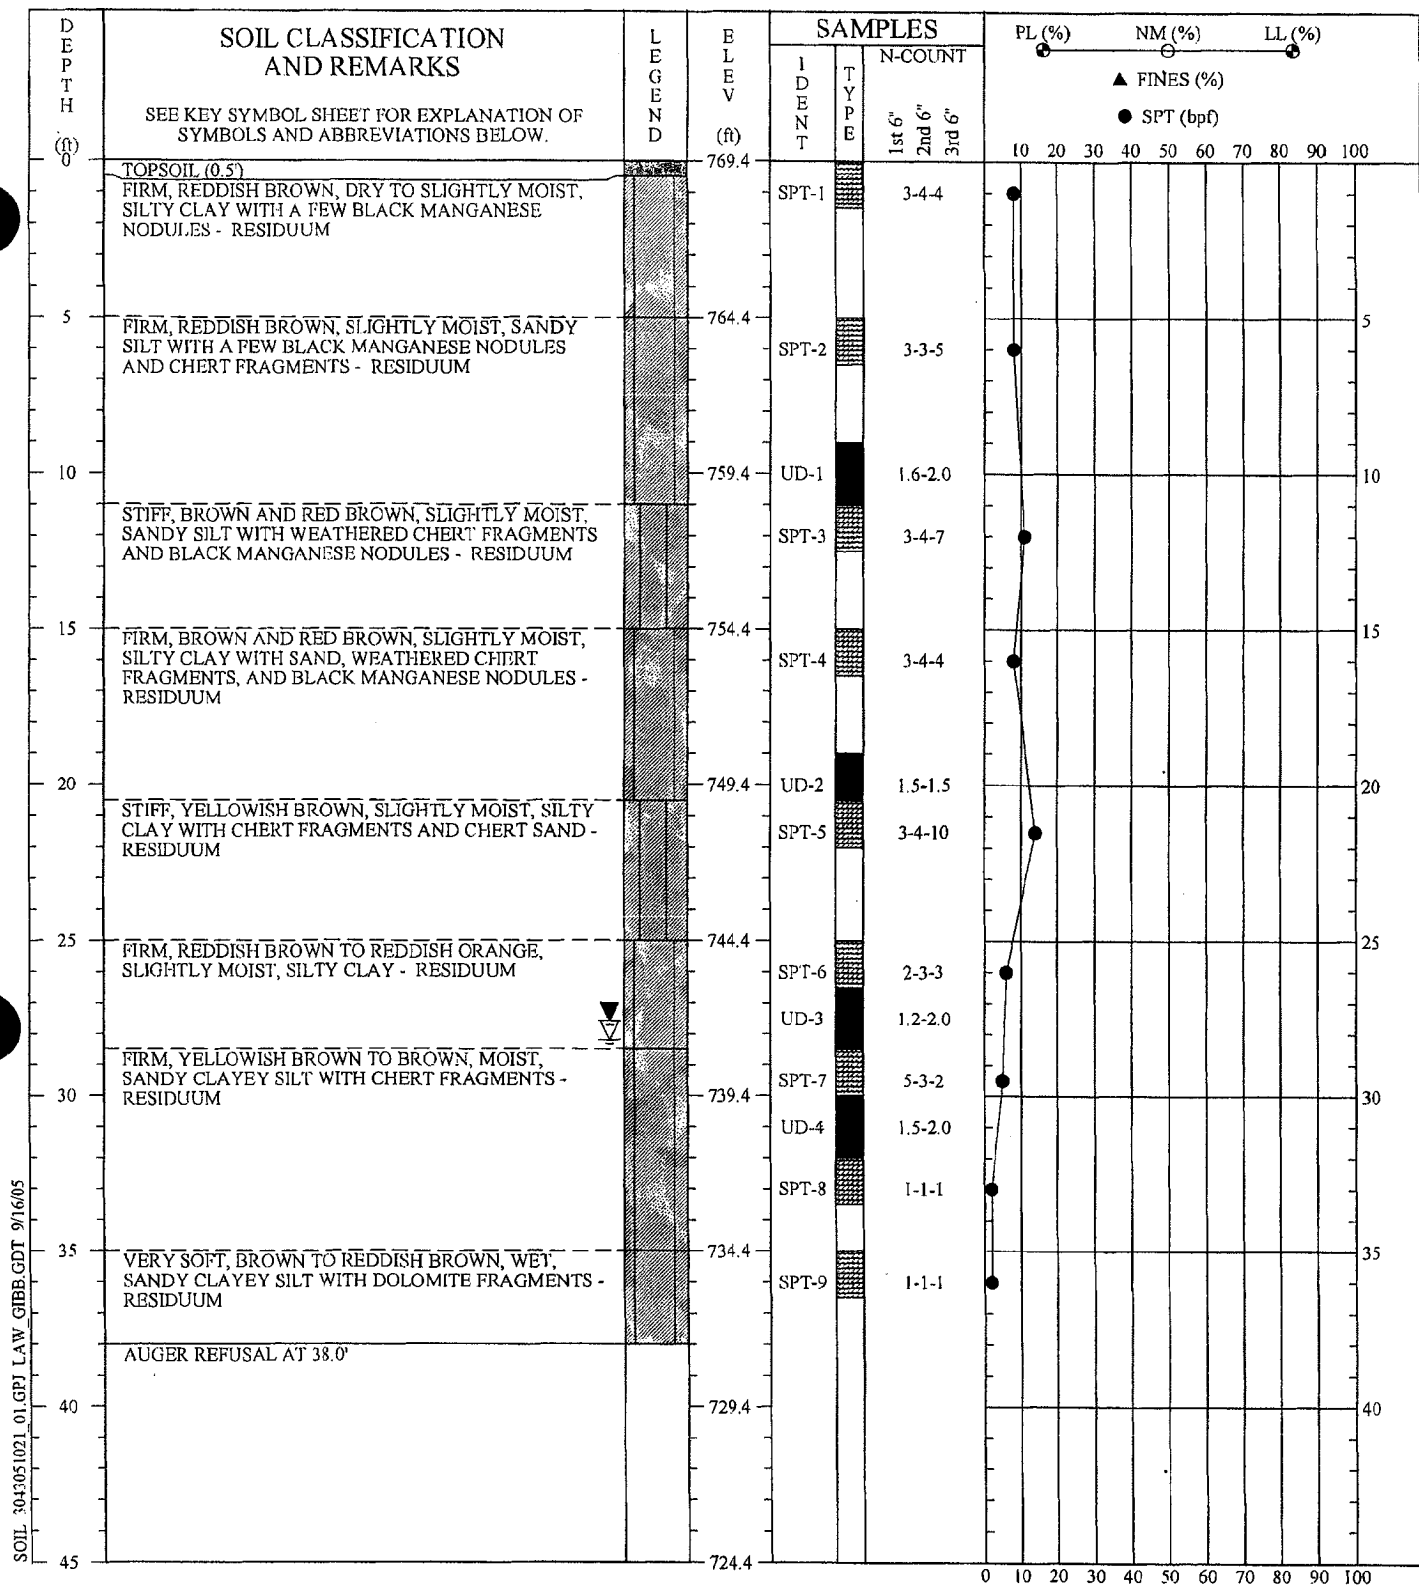 DEPTH (ft)
SOIL CLASSIFICATION
AND REMARKS
SEE KEY SYMBOL SHEET FOR EXPLANATION OF
SYMBOLS AND ABBREVIATIONS BELOW.
LEGEND
ELEV (ft)
SAMPLES
IDENT
TYPE
N-COUNT
1st 6"
2nd 6"
3rd 6"
PL (%) NM (%) LL (%)
▲ FINES (%)
● SPT (bpf)
10 20 30 40 50 60 70 80 90 100
0 769.4
TOPSOIL (0.5')
FIRM, REDDISH BROWN, DRY TO SLIGHTLY MOIST,
SILTY CLAY WITH A FEW BLACK MANGANESE
NODULES - RESIDUUM
SPT-1 3-4-4
5 764.4 5
FIRM, REDDISH BROWN, SLIGHTLY MOIST, SANDY
SILT WITH A FEW BLACK MANGANESE NODULES
AND CHERT FRAGMENTS - RESIDUUM
SPT-2 3-3-5
10 759.4 UD-1 1.6-2.0 10
STIFF, BROWN AND RED BROWN, SLIGHTLY MOIST,
SANDY SILT WITH WEATHERED CHERT FRAGMENTS
AND BLACK MANGANESE NODULES - RESIDUUM
SPT-3 3-4-7
15 754.4 15
FIRM, BROWN AND RED BROWN, SLIGHTLY MOIST,
SILTY CLAY WITH SAND, WEATHERED CHERT
FRAGMENTS, AND BLACK MANGANESE NODULES -
RESIDUUM
SPT-4 3-4-4
20 749.4 UD-2 1.5-1.5 20
STIFF, YELLOWISH BROWN, SLIGHTLY MOIST, SILTY
CLAY WITH CHERT FRAGMENTS AND CHERT SAND -
RESIDUUM
SPT-5 3-4-10
25 744.4 25
FIRM, REDDISH BROWN TO REDDISH ORANGE,
SLIGHTLY MOIST, SILTY CLAY - RESIDUUM
SPT-6 2-3-3
UD-3 1.2-2.0
FIRM, YELLOWISH BROWN TO BROWN, MOIST,
SANDY CLAYEY SILT WITH CHERT FRAGMENTS -
RESIDUUM
SPT-7 5-3-2
30 739.4 30
UD-4 1.5-2.0
SPT-8 1-1-1
35 734.4 35
VERY SOFT, BROWN TO REDDISH BROWN, WET,
SANDY CLAYEY SILT WITH DOLOMITE FRAGMENTS -
RESIDUUM
SPT-9 1-1-1
AUGER REFUSAL AT 38.0'
40 729.4 40
45 724.4
0 10 20 30 40 50 60 70 80 90 100
SOIL 3043051021_01.GPJ LAW_GIBB.GDT 9/16/05